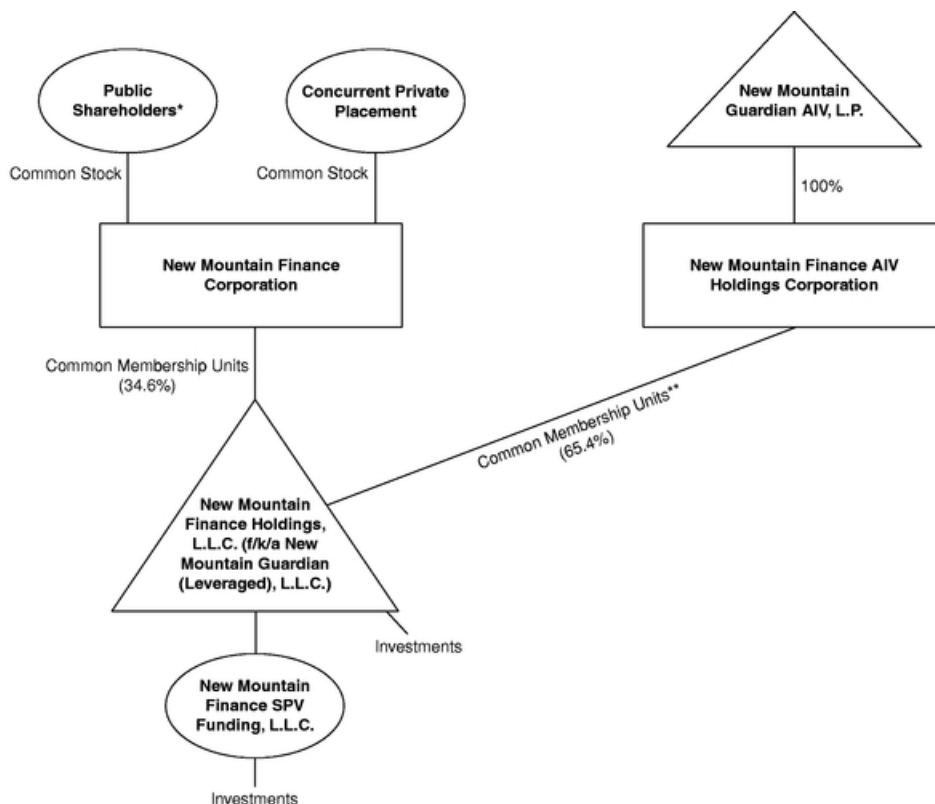 Public
Shareholders*
Concurrent Private
Placement
New Mountain
Guardian AIV, L.P.
Common Stock
Common Stock
100%
New Mountain Finance
Corporation
New Mountain Finance AIV
Holdings Corporation
Common Membership Units
(34.6%)
Common Membership Units**
(65.4%)
New Mountain
Finance Holdings,
L.L.C. (f/k/a New
Mountain Guardian
(Leveraged), L.L.C.)
Investments
New Mountain
Finance SPV
Funding, L.L.C.
Investments